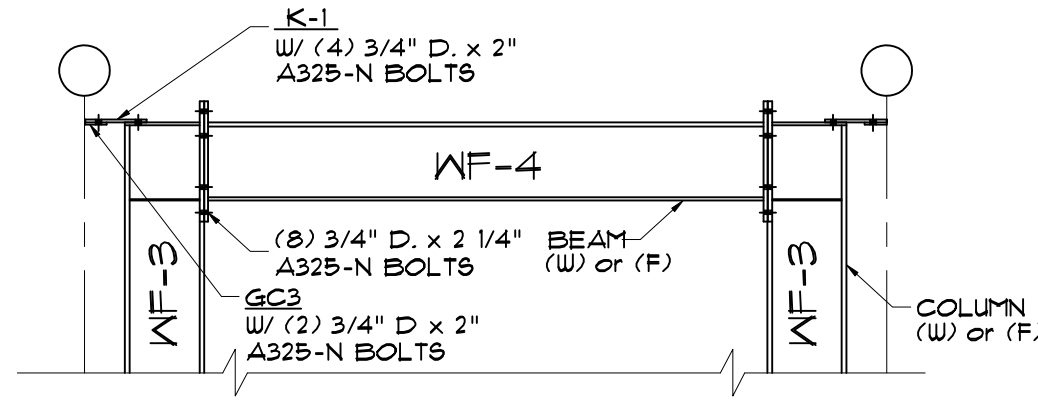 K-1
W/ (4) 3/4" D. x 2"
A325-N BOLTS
WF-4
(8) 3/4" D. x 2 1/4"
A325-N BOLTS
BEAM
(W) or (F)
WF-3
WF-3
GC3
W/ (2) 3/4" D x 2"
A325-N BOLTS
COLUMN
(W) or (F)